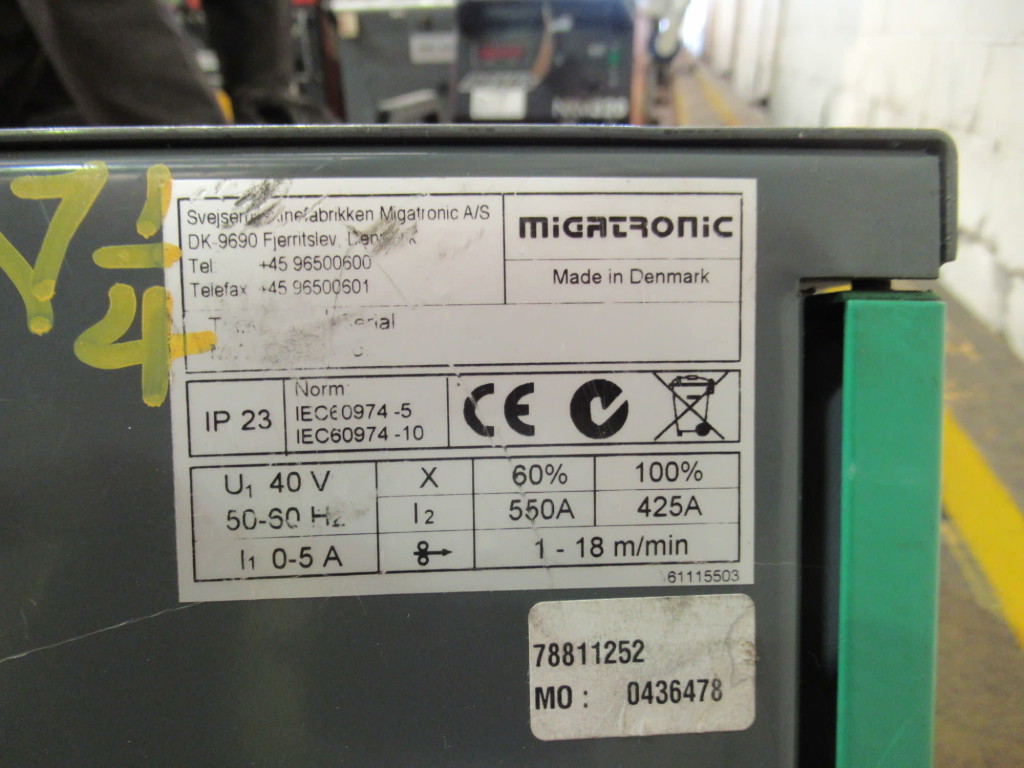 V 1/4
Migatronic A/S
DK-9690 Fjerritslev,
Tel: +45 96500600
Telefax +45 96500601
MIGATRONIC
Made in Denmark
IP 23
Norm
IEC60974 -5
IEC60974 -10
CE
U1 40 V
50-60 Hz
I1 0-5 A
X 60% 100%
I2 550A 425A
1 - 18 m/min
61115503
78811252
MO : 0436478